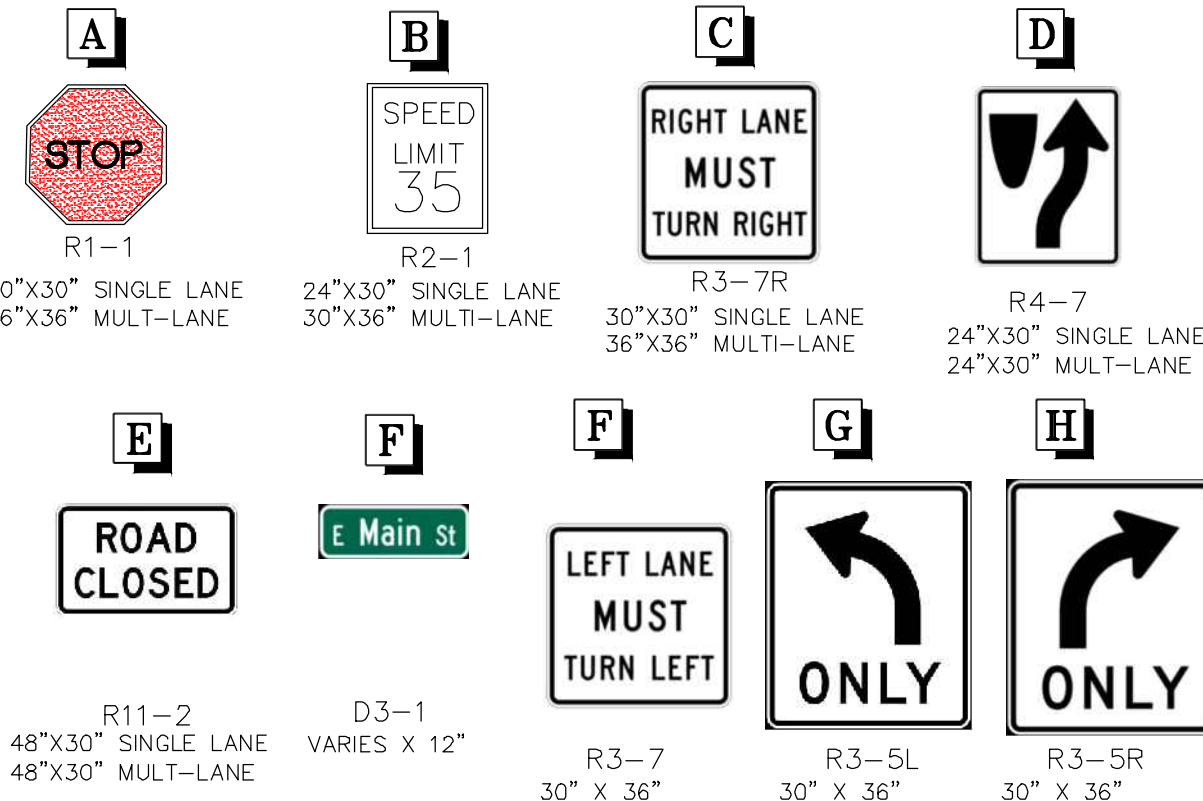 A
STOP
R1-1
0"X30" SINGLE LANE
6"X36" MULT-LANE
B
SPEED
LIMIT
35
R2-1
24"X30" SINGLE LANE
30"X36" MULTI-LANE
C
RIGHT LANE
MUST
TURN RIGHT
R3-7R
30"X30" SINGLE LANE
36"X36" MULTI-LANE
D
R4-7
24"X30" SINGLE LANE
24"X30" MULT-LANE
E
ROAD
CLOSED
R11-2
48"X30" SINGLE LANE
48"X30" MULT-LANE
F
E Main St
D3-1
VARIES X 12"
F
LEFT LANE
MUST
TURN LEFT
R3-7
30" X 36"
G
ONLY
R3-5L
30" X 36"
H
ONLY
R3-5R
30" X 36"